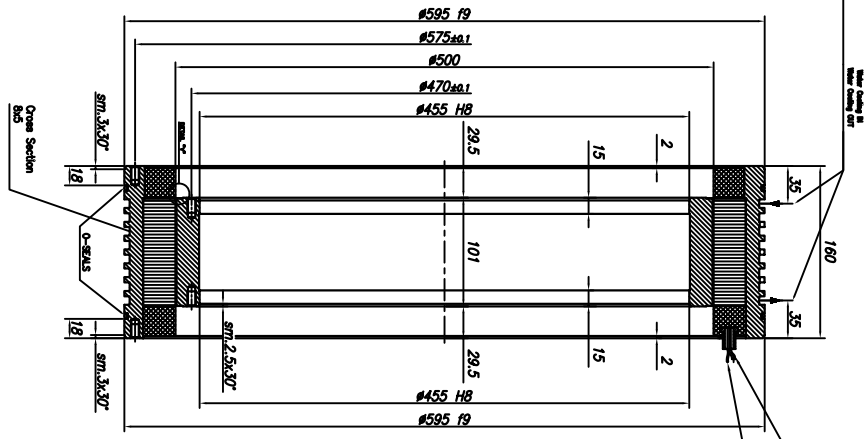 ø595 f9
ø575±0.1
ø500
ø470±0.1
ø455 H8
Water Cooling IN
Water Cooling OUT
Cross Section
8x5
sm.3x30°
18
29.5
15
2
35
160
O-SEALS
101
18
sm.3x30°
sm.2.5x30°
29.5
15
2
35
ø455 H8
ø595 f9